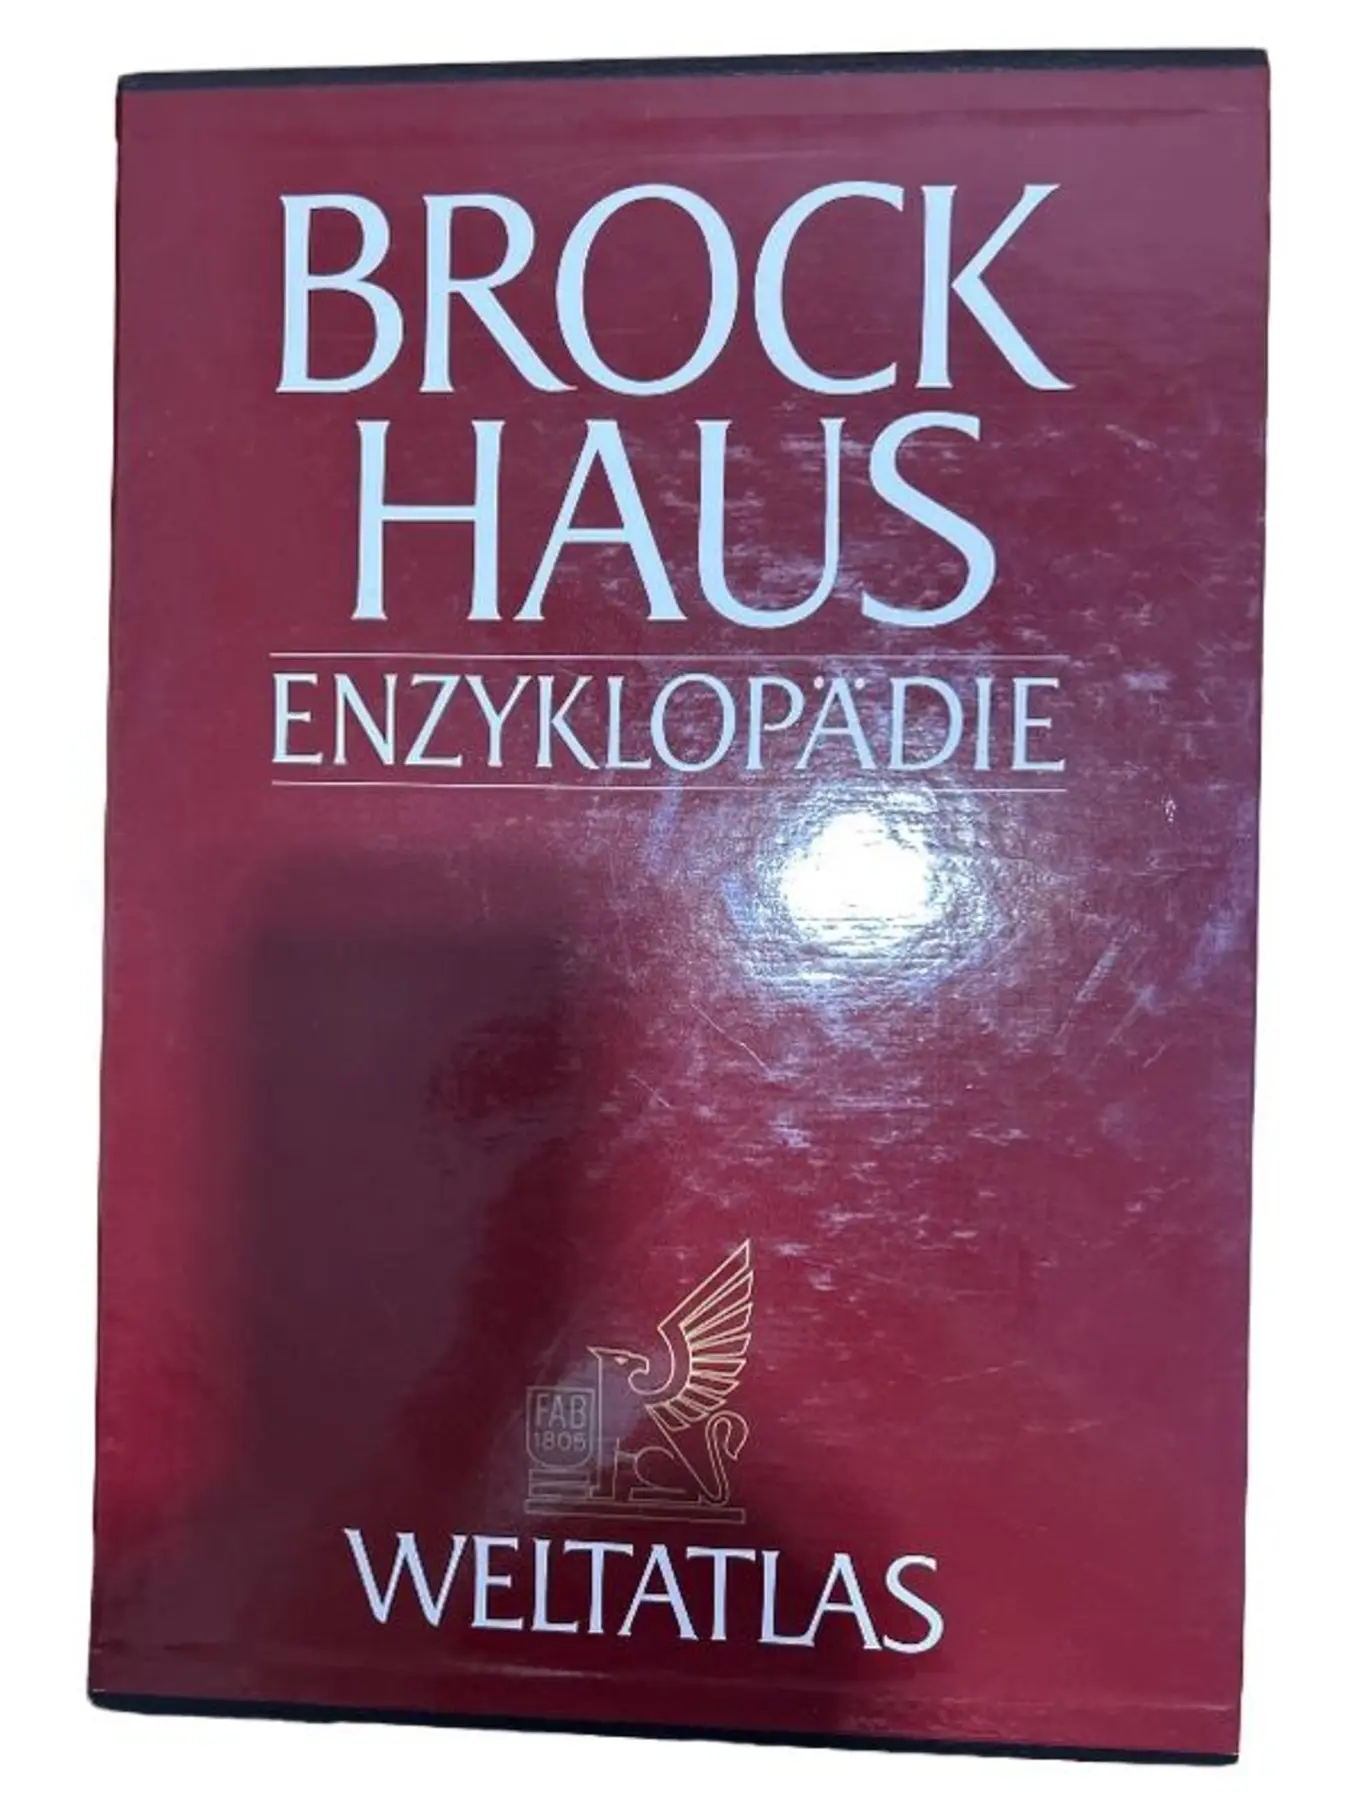 BROCK
HAUS
ENZYKLOPÄDIE
FAB
1805
WELTATLAS